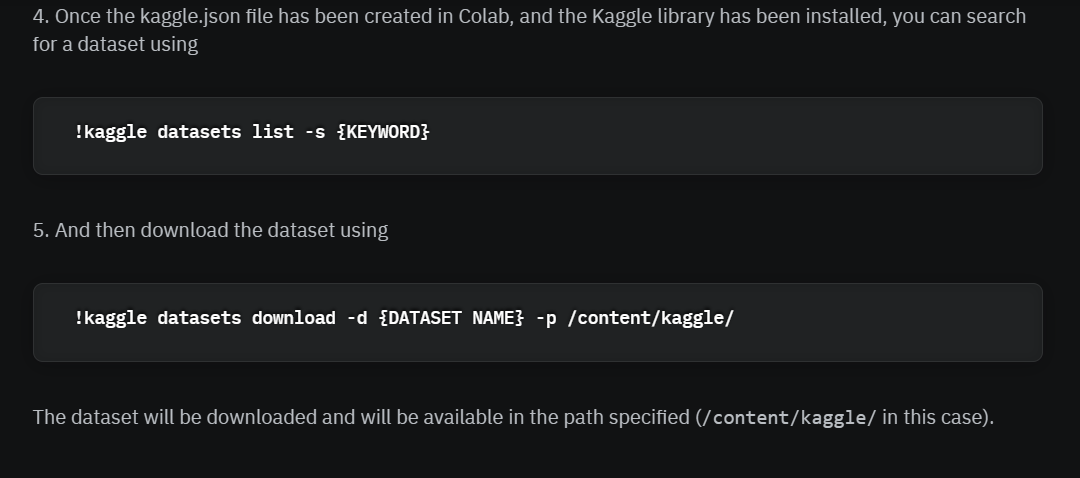 4. Once the kaggle.json file has been created in Colab, and the Kaggle library has been installed, you can search
for a dataset using
!kaggle datasets list -s {KEYWORD}
5. And then download the dataset using
!kaggle datasets download -d {DATASET NAME} -p /content/kaggle/
The dataset will be downloaded and will be available in the path specified (/content/kaggle/ in this case).